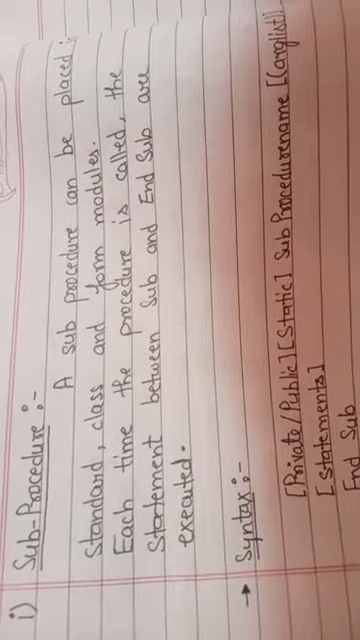 i) Sub-Procedure :-
A sub procedure can be placed
standard, class and form modules.
Each time the procedure is called, the
Statement between Sub and End Sub are
executed.
→ Syntax :-
[Private/Public][Static] Sub Procedurename [(arglist)]
[statements]
End Sub